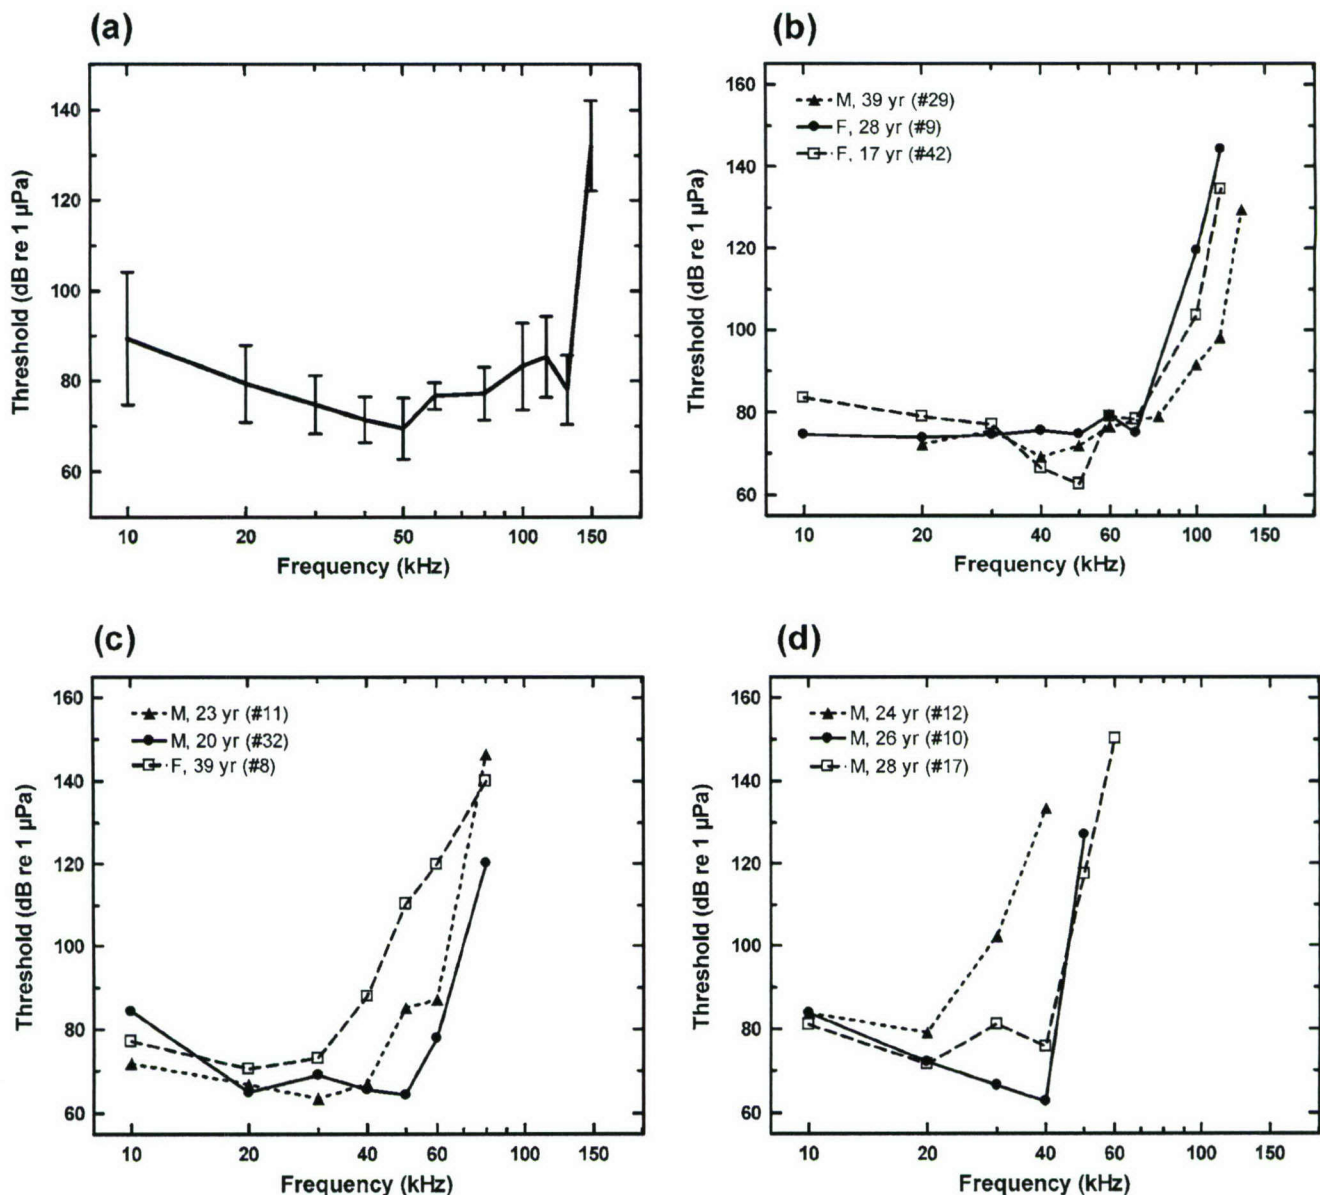 (a)
140
120
100
80
60
Threshold (dB re 1 µPa)
10 20 50 100 150
Frequency (kHz)
(b)
160
140
120
100
80
60
Threshold (dB re 1 µPa)
M, 39 yr (#29)
F, 28 yr (#9)
F, 17 yr (#42)
10 20 40 60 100 150
Frequency (kHz)
(c)
160
140
120
100
80
60
Threshold (dB re 1 µPa)
M, 23 yr (#11)
M, 20 yr (#32)
F, 39 yr (#8)
10 20 40 60 100 150
Frequency (kHz)
(d)
160
140
120
100
80
60
Threshold (dB re 1 µPa)
M, 24 yr (#12)
M, 26 yr (#10)
M, 28 yr (#17)
10 20 40 60 100 150
Frequency (kHz)